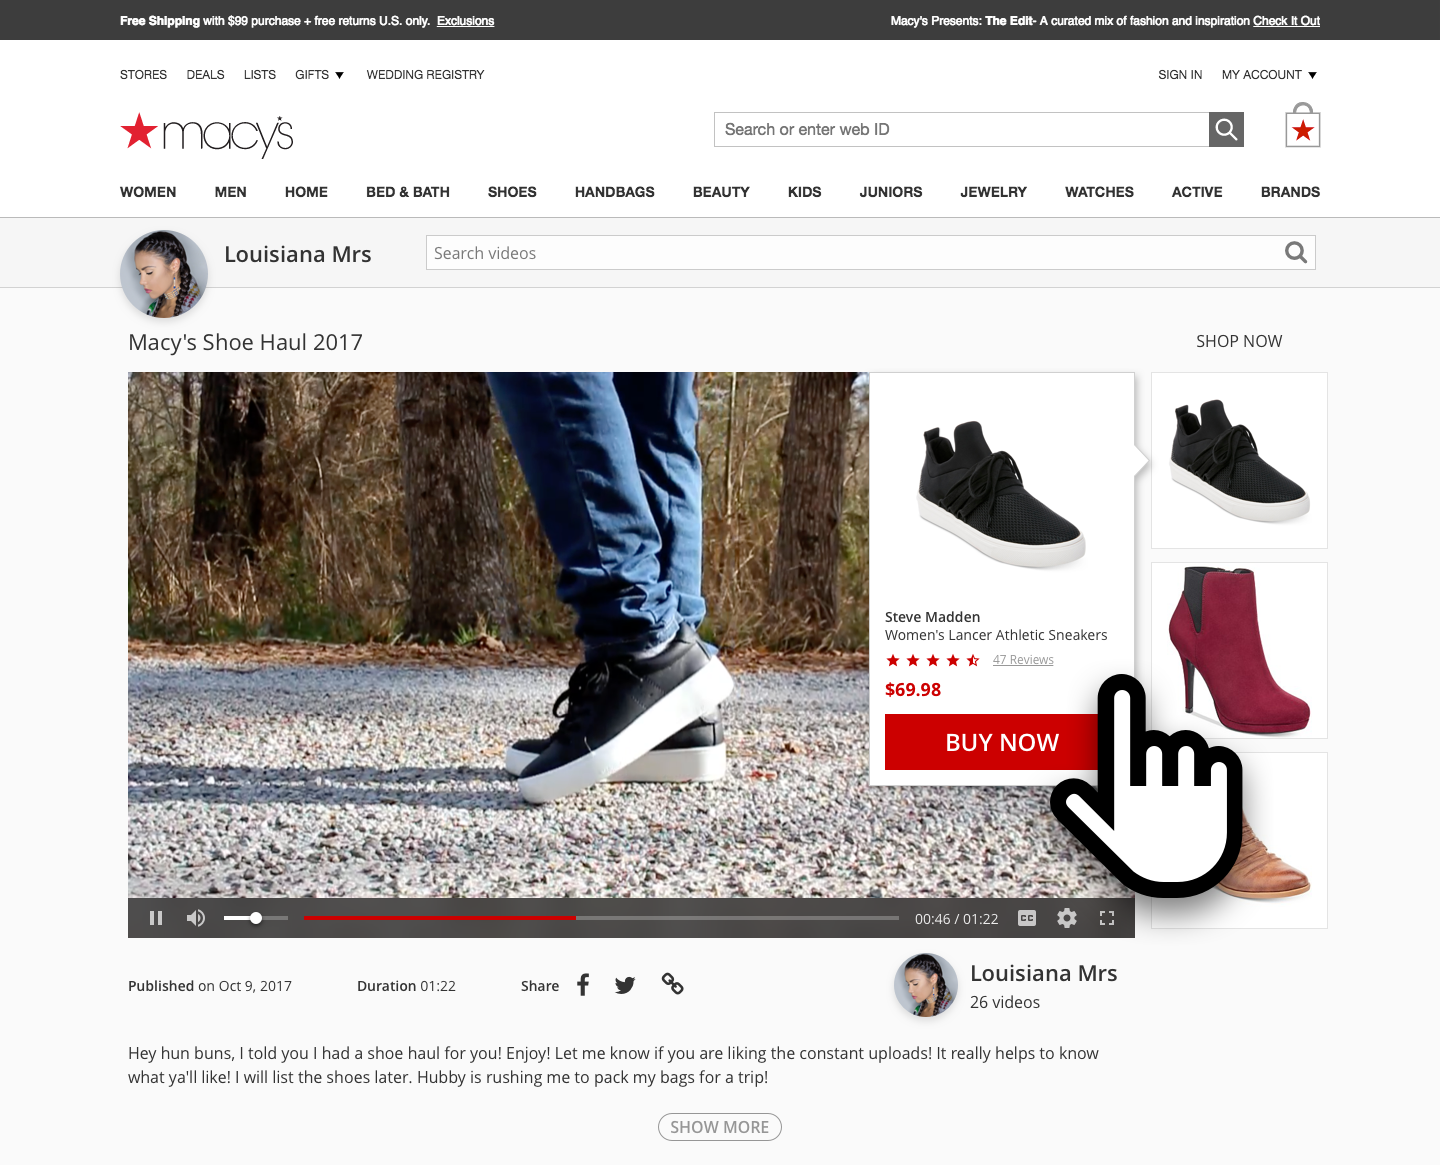 Free Shipping with $99 purchase + free returns U.S. only. Exclusions
Macy's Presents: The Edit- A curated mix of fashion and inspiration Check It Out
STORES DEALS LISTS GIFTS WEDDING REGISTRY
SIGN IN MY ACCOUNT
macy's
Search or enter web ID
WOMEN MEN HOME BED & BATH SHOES HANDBAGS BEAUTY KIDS JUNIORS JEWELRY WATCHES ACTIVE BRANDS
Louisiana Mrs
Search videos
Macy's Shoe Haul 2017
SHOP NOW
Steve Madden
Women's Lancer Athletic Sneakers
47 Reviews
$69.98
BUY NOW
00:46 / 01:22
CC
Published on Oct 9, 2017
Duration 01:22
Share
Louisiana Mrs
26 videos
Hey hun buns, I told you I had a shoe haul for you! Enjoy! Let me know if you are liking the constant uploads! It really helps to know
what ya'll like! I will list the shoes later. Hubby is rushing me to pack my bags for a trip!
SHOW MORE